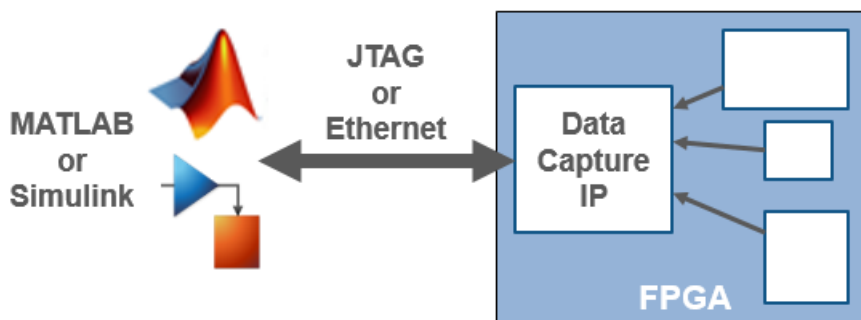 MATLAB
or
Simulink
JTAG
or
Ethernet
Data
Capture
IP
FPGA